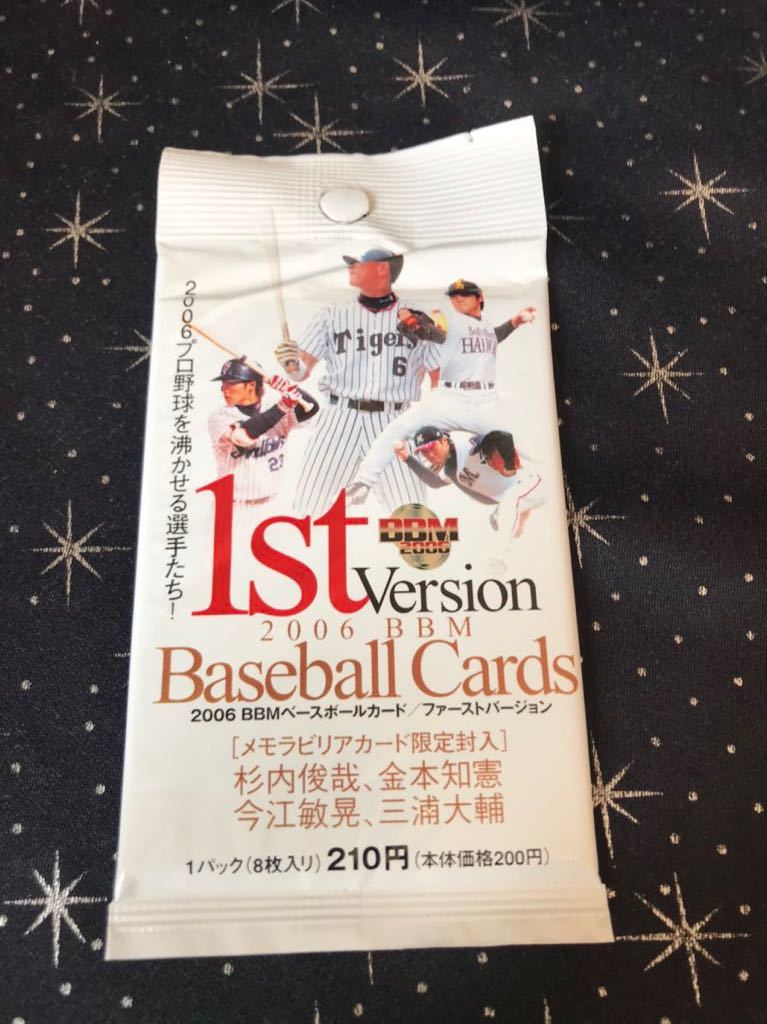 2006プロ野球を沸かせる選手たち!
Tigers
6
Swallows
23
Soft Bank
HAWKS
M
1st
BBM
2006
Version
2006 BBM
Baseball Cards
2006 BBMベースボールカード／ファーストバージョン
[メモラビリアカード限定封入]
杉内俊哉、金本知憲
今江敏晃、三浦大輔
1パック(8枚入り) 210円(本体価格200円)